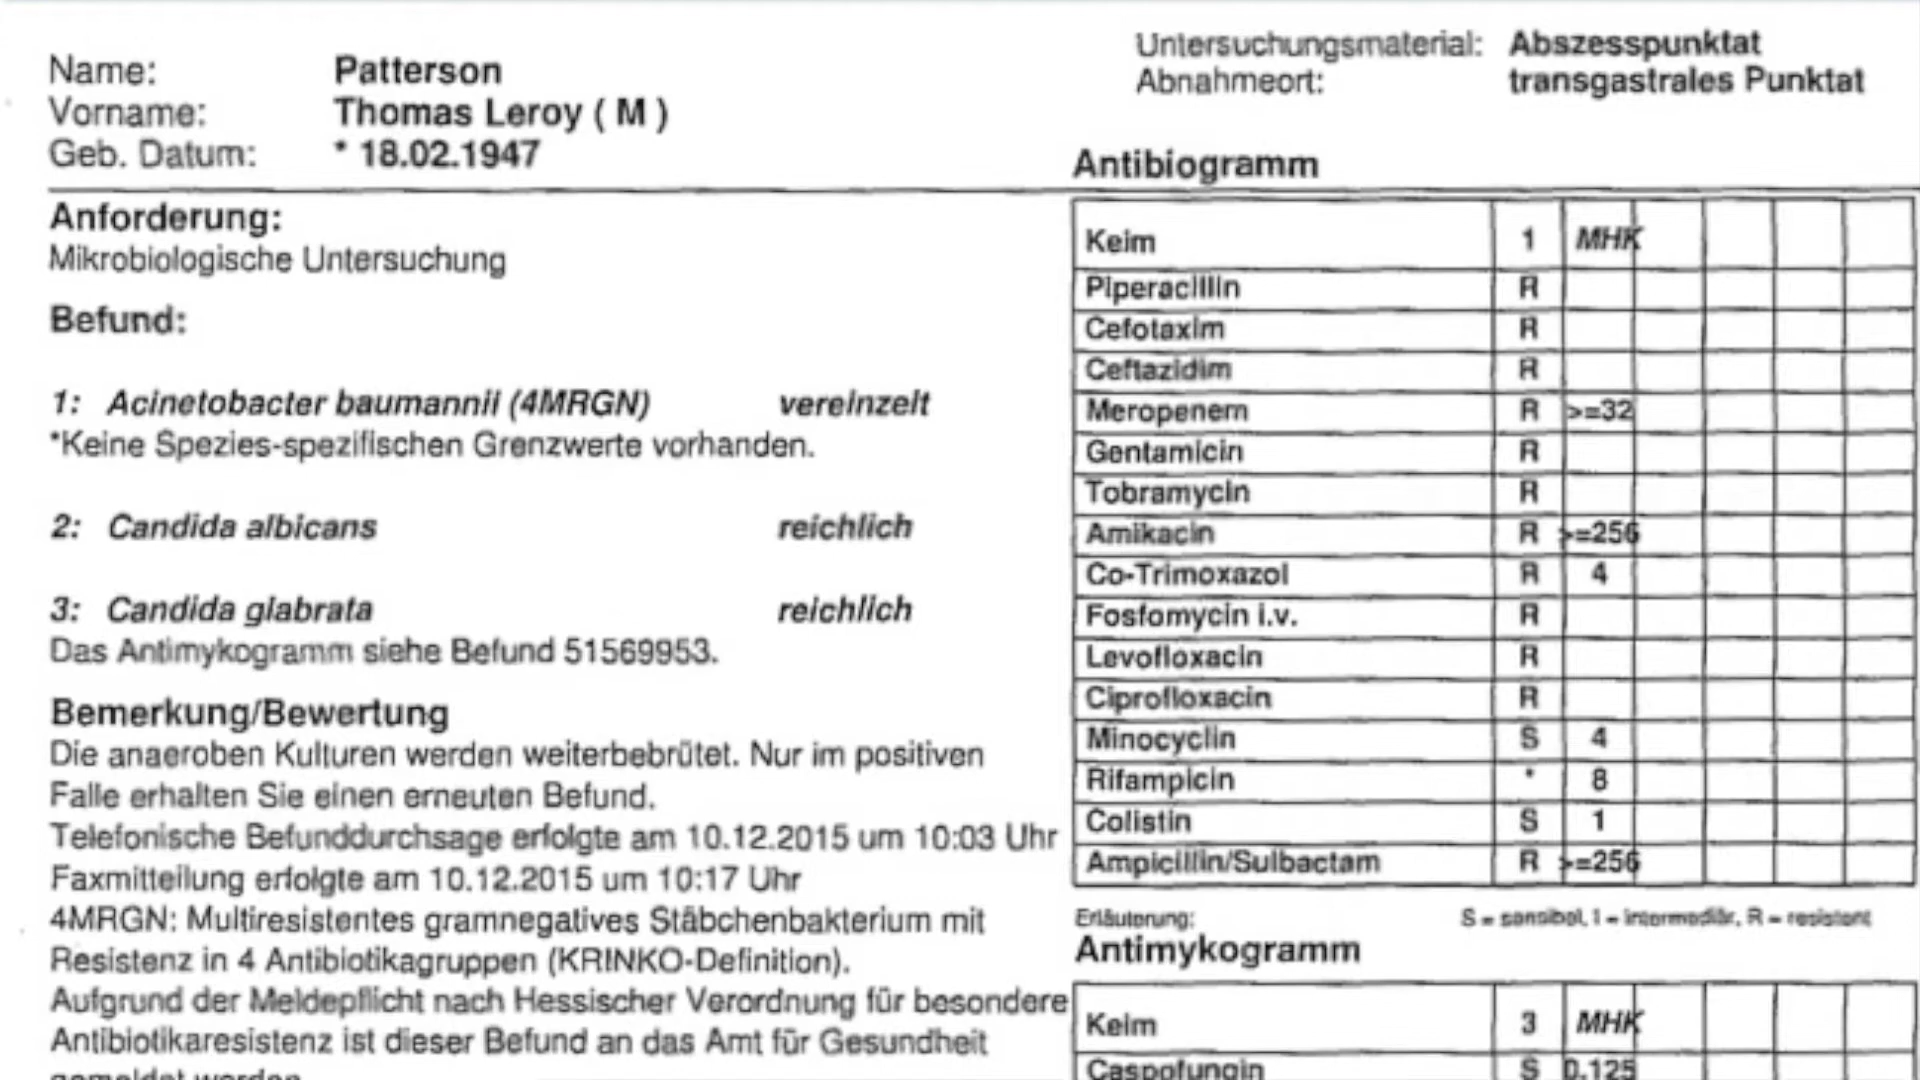 Name: Patterson
Vorname: Thomas Leroy ( M )
Geb. Datum: * 18.02.1947
Anforderung:
Mikrobiologische Untersuchung
Befund:
1: Acinetobacter baumannii (4MRGN) vereinzelt
*Keine Spezies-spezifischen Grenzwerte vorhanden.
2: Candida albicans reichlich
3: Candida glabrata reichlich
Das Antimykogramm siehe Befund 51569953.
Bemerkung/Bewertung
Die anaeroben Kulturen werden weiterbebrütet. Nur im positiven
Falle erhalten Sie einen erneuten Befund.
Telefonische Befunddurchsage erfolgte am 10.12.2015 um 10:03 Uhr
Faxmitteilung erfolgte am 10.12.2015 um 10:17 Uhr
4MRGN: Multiresistentes gramnegatives Stäbchenbakterium mit
Resistenz in 4 Antibiotikagruppen (KRINKO-Definition).
Aufgrund der Meldepflicht nach Hessischer Verordnung für besondere
Antibiotikaresistenz ist dieser Befund an das Amt für Gesundheit
gemeldet worden
Untersuchungsmaterial: Abszesspunktat
Abnahmeort: transgastrales Punktat
Antibiogramm
Keim 1 MHK
Piperacillin R
Cefotaxim R
Ceftazidim R
Meropenem R >=32
Gentamicin R
Tobramycin R
Amikacin R >=256
Co-Trimoxazol R 4
Fosfomycin i.v. R
Levofloxacin R
Ciprofloxacin R
Minocyclin S 4
Rifampicin * 8
Colistin S 1
Ampicillin/Sulbactam R >=256
Erläuterung: S = sensibel, I = intermediär, R = resistent
Antimykogramm
Keim 3 MHK
Caspofungin S 0.125